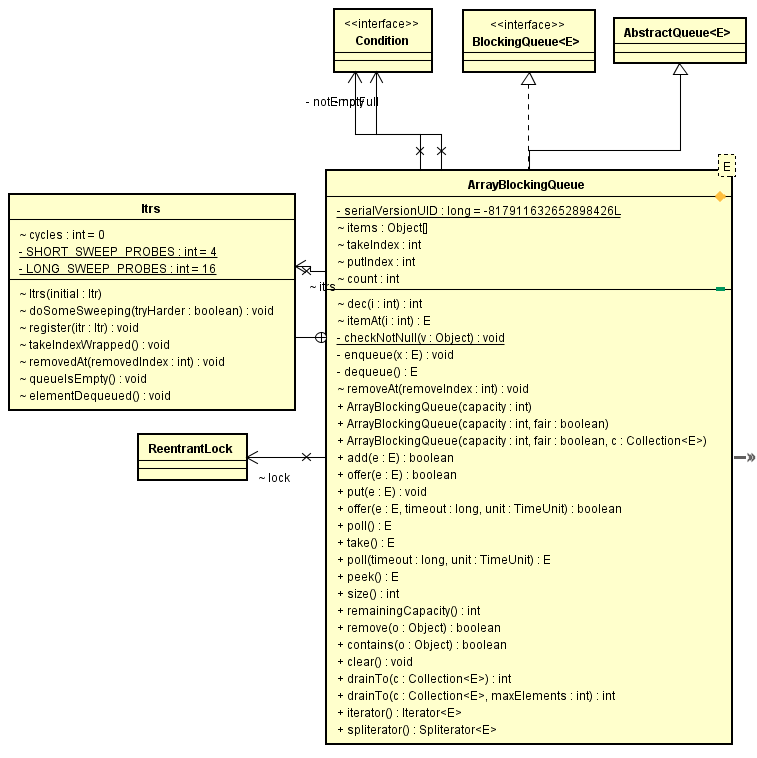 <<interface>>
Condition
<<interface>>
BlockingQueue<E>
AbstractQueue<E>
- notEmpty
Full
E
ArrayBlockingQueue
- serialVersionUID : long = -817911632652898426L
~ items : Object[]
~ takeIndex : int
~ putIndex : int
~ count : int
~ dec(i : int) : int
~ itemAt(i : int) : E
- checkNotNull(v : Object) : void
- enqueue(x : E) : void
- dequeue() : E
~ removeAt(removeIndex : int) : void
+ ArrayBlockingQueue(capacity : int)
+ ArrayBlockingQueue(capacity : int, fair : boolean)
+ ArrayBlockingQueue(capacity : int, fair : boolean, c : Collection<E>)
+ add(e : E) : boolean
+ offer(e : E) : boolean
+ put(e : E) : void
+ offer(e : E, timeout : long, unit : TimeUnit) : boolean
+ poll() : E
+ take() : E
+ poll(timeout : long, unit : TimeUnit) : E
+ peek() : E
+ size() : int
+ remainingCapacity() : int
+ remove(o : Object) : boolean
+ contains(o : Object) : boolean
+ clear() : void
+ drainTo(c : Collection<E>) : int
+ drainTo(c : Collection<E>, maxElements : int) : int
+ iterator() : Iterator<E>
+ spliterator() : Spliterator<E>
Itrs
~ cycles : int = 0
- SHORT_SWEEP_PROBES : int = 4
- LONG_SWEEP_PROBES : int = 16
~ Itrs(initial : Itr)
~ doSomeSweeping(tryHarder : boolean) : void
~ register(itr : Itr) : void
~ takeIndexWrapped() : void
~ removedAt(removedIndex : int) : void
~ queueIsEmpty() : void
~ elementDequeued() : void
~ itrs
ReentrantLock
~ lock